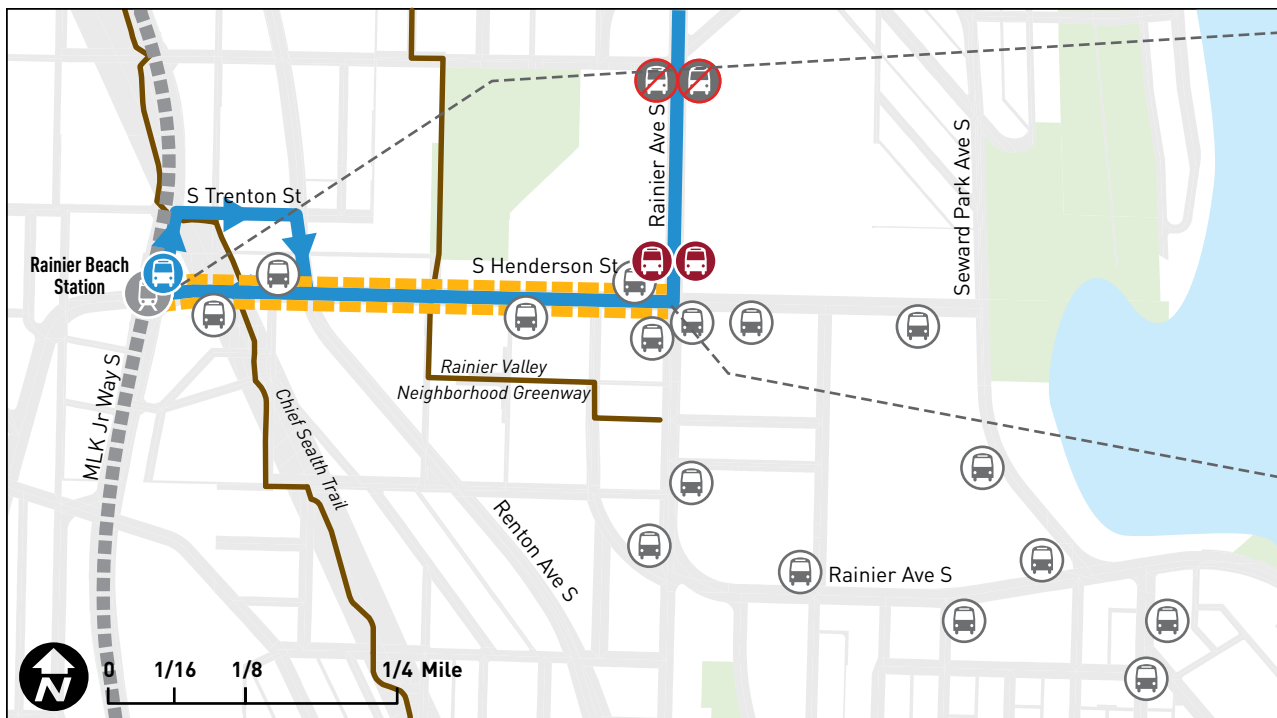 Rainier Ave S
Seward Park Ave S
S Trenton St
S Henderson St
Rainier Beach
Station
Rainier Valley
Neighborhood Greenway
MLK Jr Way S
Chief Sealth Trail
Renton Ave S
Rainier Ave S
0 1/16 1/8 1/4 Mile
N